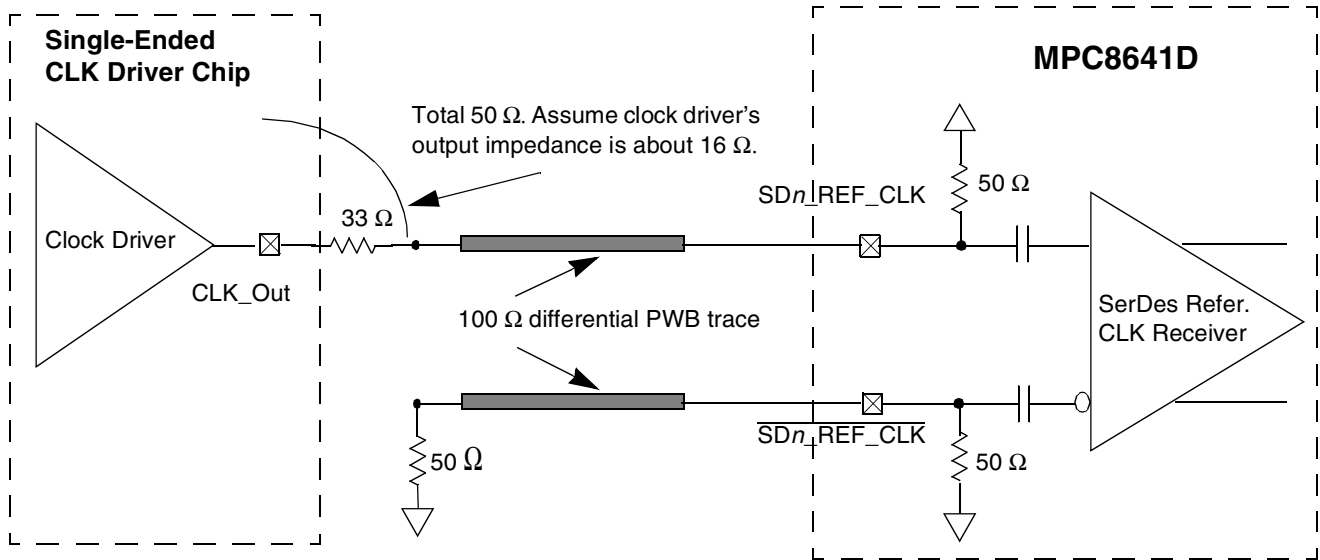 Single-Ended
CLK Driver Chip
MPC8641D
Total 50 Ω. Assume clock driver's
output impedance is about 16 Ω.
SDn_REF_CLK
50 Ω
33 Ω
Clock Driver
CLK_Out
SerDes Refer.
CLK Receiver
100 Ω differential PWB trace
SDn_REF_CLK
50 Ω
50 Ω